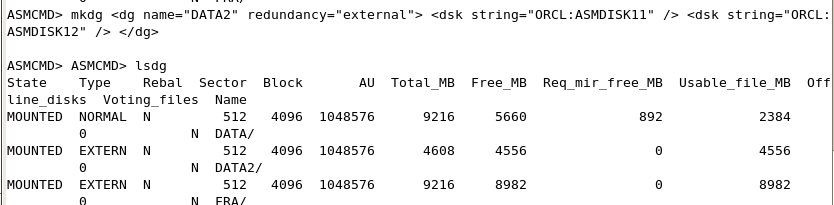 ASMCMD> mkdg <dg name="DATA2" redundancy="external"> <dsk string="ORCL:ASMDISK11" /> <dsk string="ORCL:
ASMDISK12" /> </dg>
ASMCMD> ASMCMD> lsdg
State Type Rebal Sector Block AU Total_MB Free_MB Req_mir_free_MB Usable_file_MB Off
line_disks Voting_files Name
MOUNTED NORMAL N 512 4096 1048576 9216 5660 892 2384
0 N DATA/
MOUNTED EXTERN N 512 4096 1048576 4608 4556 0 4556
0 N DATA2/
MOUNTED EXTERN N 512 4096 1048576 9216 8982 0 8982
0 N FRA/